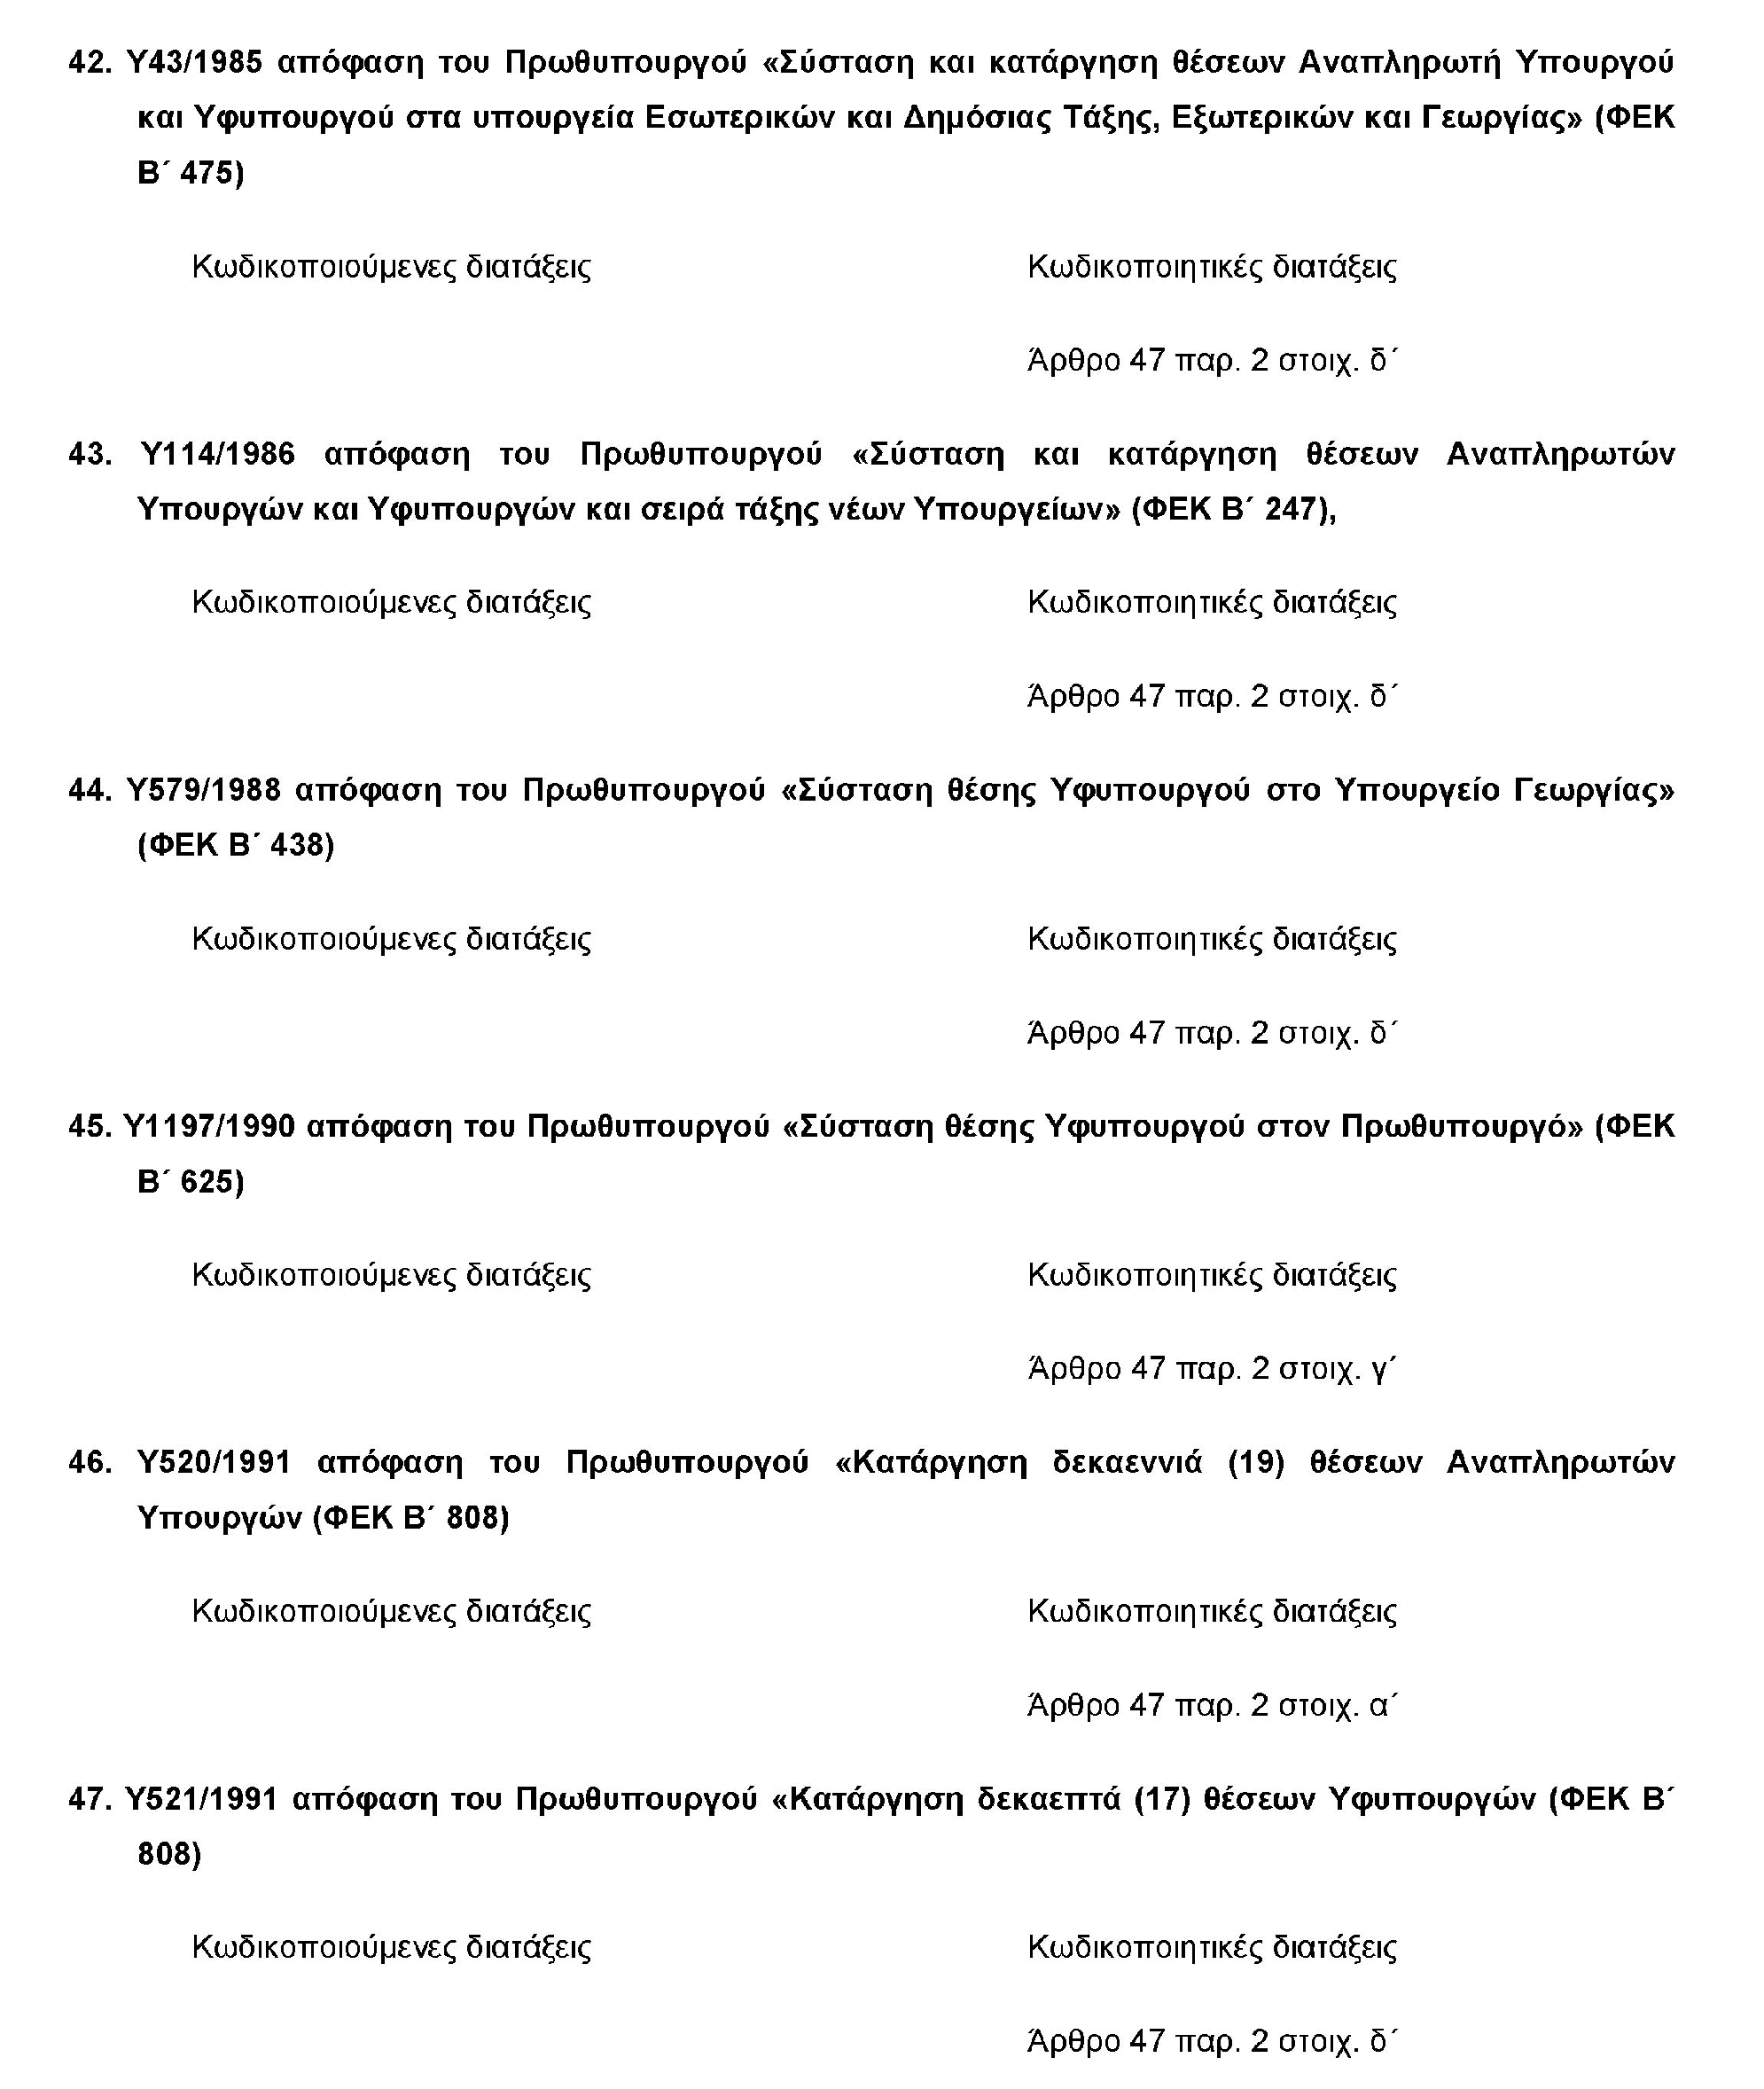 42. Υ43/1985 απόφαση του Πρωθυπουργού «Σύσταση και κατάργηση θέσεων Αναπληρωτή Υπουργού
και Υφυπουργού στα υπουργεία Εσωτερικών και Δημόσιας Τάξης, Εξωτερικών και Γεωργίας» (ΦΕΚ
Β΄ 475)
Κωδικοποιούμενες διατάξεις Κωδικοποιητικές διατάξεις
Άρθρο 47 παρ. 2 στοιχ. δ΄
43. Υ114/1986 απόφαση του Πρωθυπουργού «Σύσταση και κατάργηση θέσεων Αναπληρωτών
Υπουργών και Υφυπουργών και σειρά τάξης νέων Υπουργείων» (ΦΕΚ Β΄ 247),
Κωδικοποιούμενες διατάξεις Κωδικοποιητικές διατάξεις
Άρθρο 47 παρ. 2 στοιχ. δ΄
44. Υ579/1988 απόφαση του Πρωθυπουργού «Σύσταση θέσης Υφυπουργού στο Υπουργείο Γεωργίας»
(ΦΕΚ Β΄ 438)
Κωδικοποιούμενες διατάξεις Κωδικοποιητικές διατάξεις
Άρθρο 47 παρ. 2 στοιχ. δ΄
45. Υ1197/1990 απόφαση του Πρωθυπουργού «Σύσταση θέσης Υφυπουργού στον Πρωθυπουργό» (ΦΕΚ
Β΄ 625)
Κωδικοποιούμενες διατάξεις Κωδικοποιητικές διατάξεις
Άρθρο 47 παρ. 2 στοιχ. γ΄
46. Υ520/1991 απόφαση του Πρωθυπουργού «Κατάργηση δεκαεννιά (19) θέσεων Αναπληρωτών
Υπουργών (ΦΕΚ Β΄ 808)
Κωδικοποιούμενες διατάξεις Κωδικοποιητικές διατάξεις
Άρθρο 47 παρ. 2 στοιχ. α΄
47. Υ521/1991 απόφαση του Πρωθυπουργού «Κατάργηση δεκαεπτά (17) θέσεων Υφυπουργών (ΦΕΚ Β΄
808)
Κωδικοποιούμενες διατάξεις Κωδικοποιητικές διατάξεις
Άρθρο 47 παρ. 2 στοιχ. δ΄